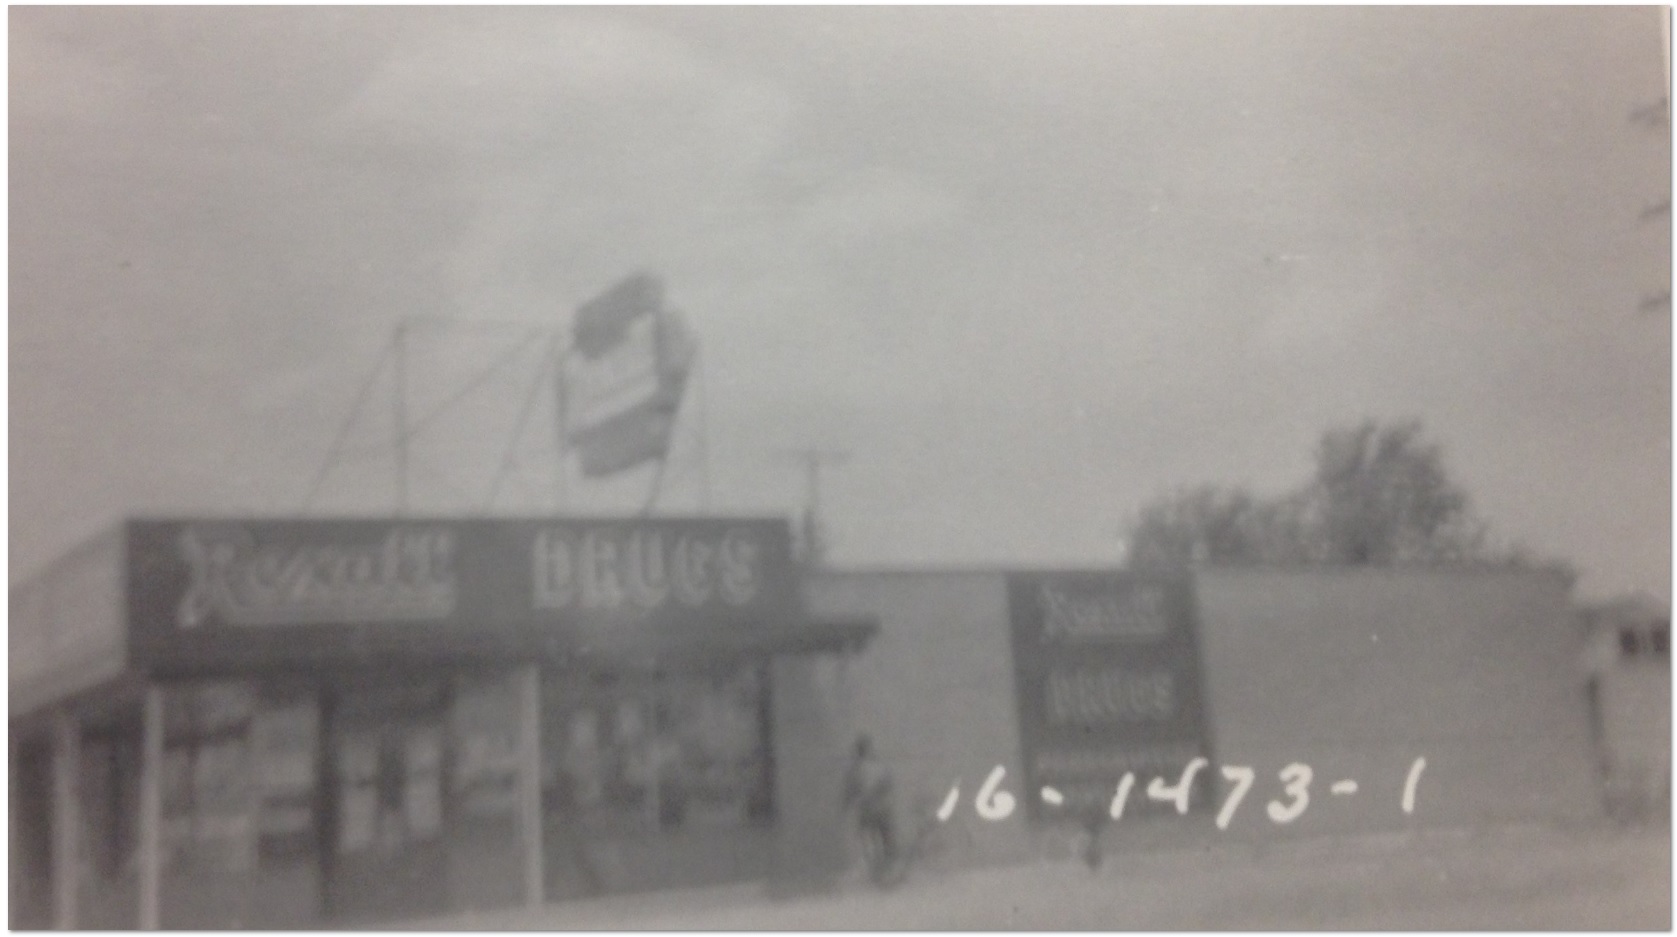 Rexall DRUGS
Rexall
DRUGS
16-1473-1